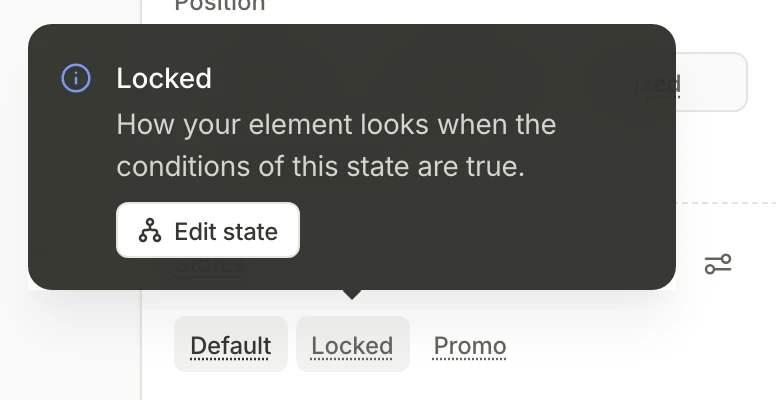 Position
Locked
How your element looks when the
conditions of this state are true.
Edit state
Default
Locked
Promo